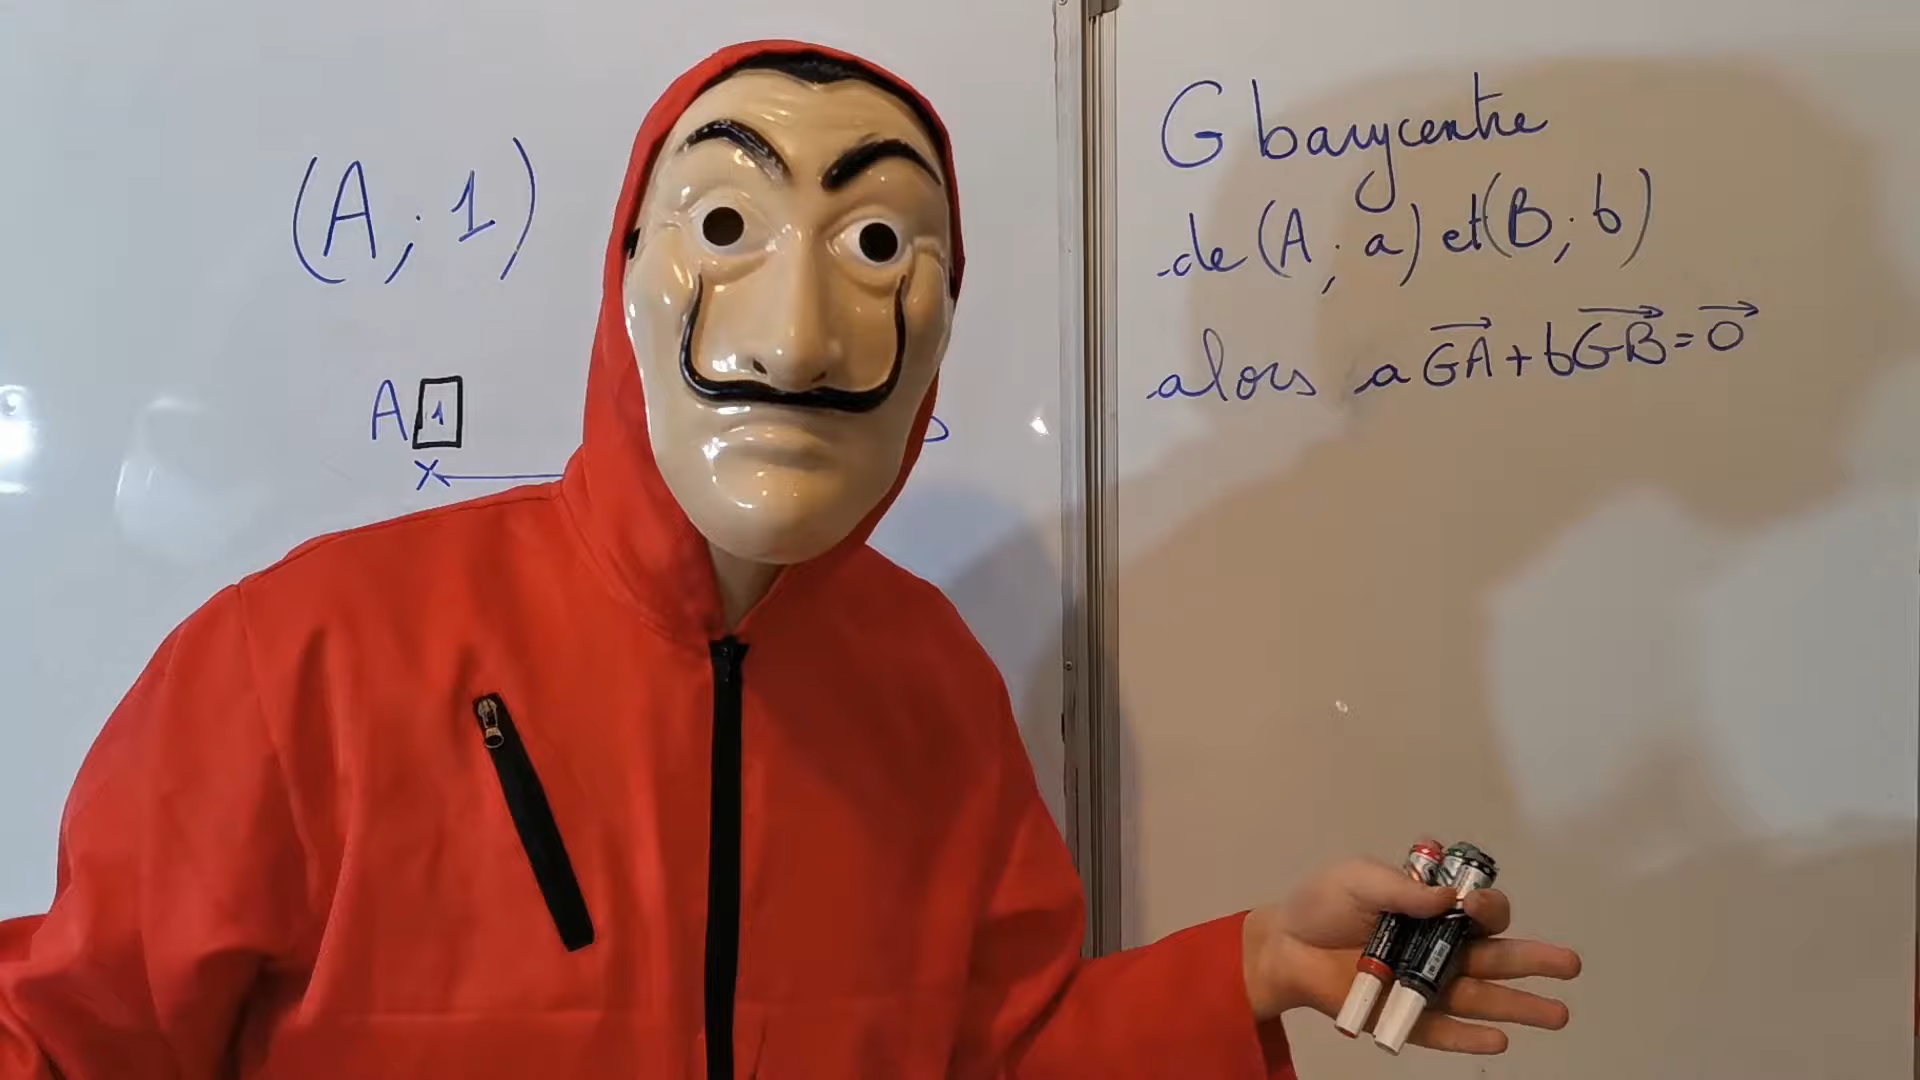 (A ; 1)
A 1
G barycentre
de (A ; a) et (B ; b)
alors a GA + b GB = 0